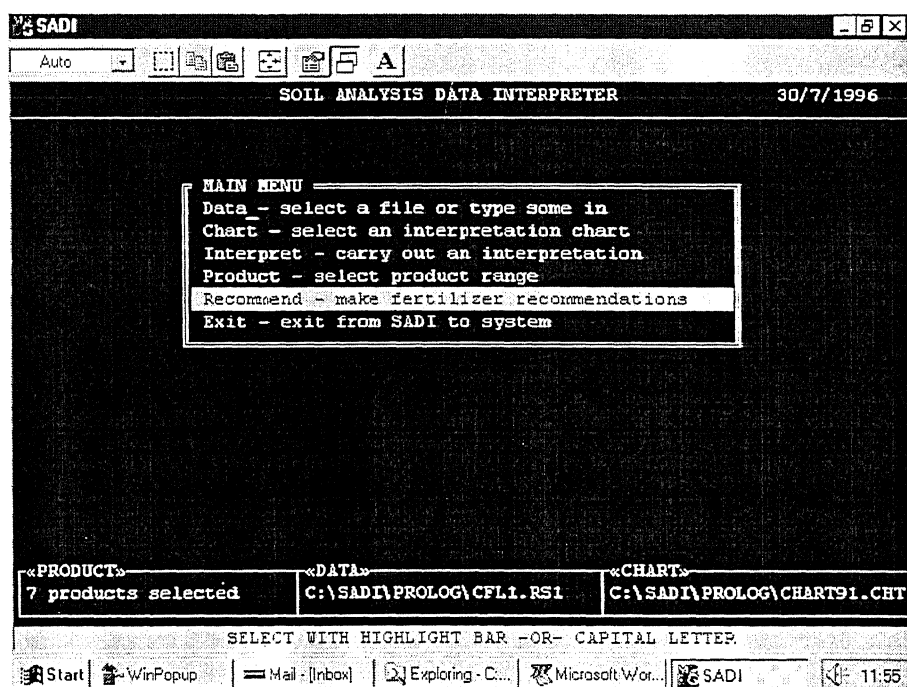 SADI
Auto
A
SOIL ANALYSIS DATA INTERPRETER 30/7/1996
MAIN MENU
Data - select a file or type some in
Chart - select an interpretation chart
Interpret - carry out an interpretation
Product - select product range
Recommend - make fertilizer recommendations
Exit - exit from SADI to system
«PRODUCT» «DATA» «CHART»
7 products selected C:\SADI\PROLOG\CFL1.RS1 C:\SADI\PROLOG\CHART91.CHT
SELECT WITH HIGHLIGHT BAR -OR- CAPITAL LETTER
Start WinPopup Mail - [Inbox] Exploring - C:... Microsoft Wor... SADI 11:55